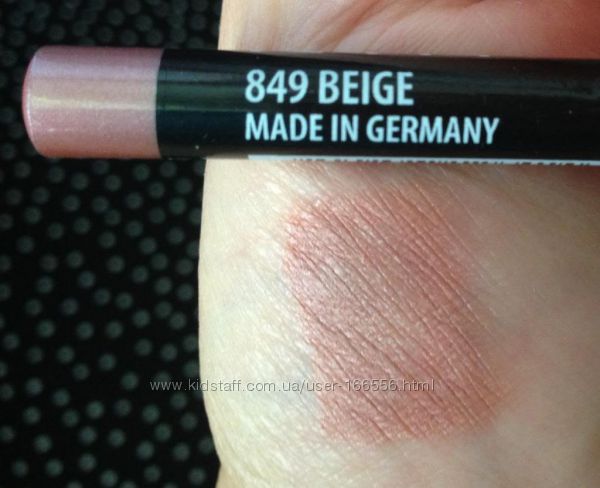 849 BEIGE
MADE IN GERMANY
www.kidstaff.com.ua/user-166556.html